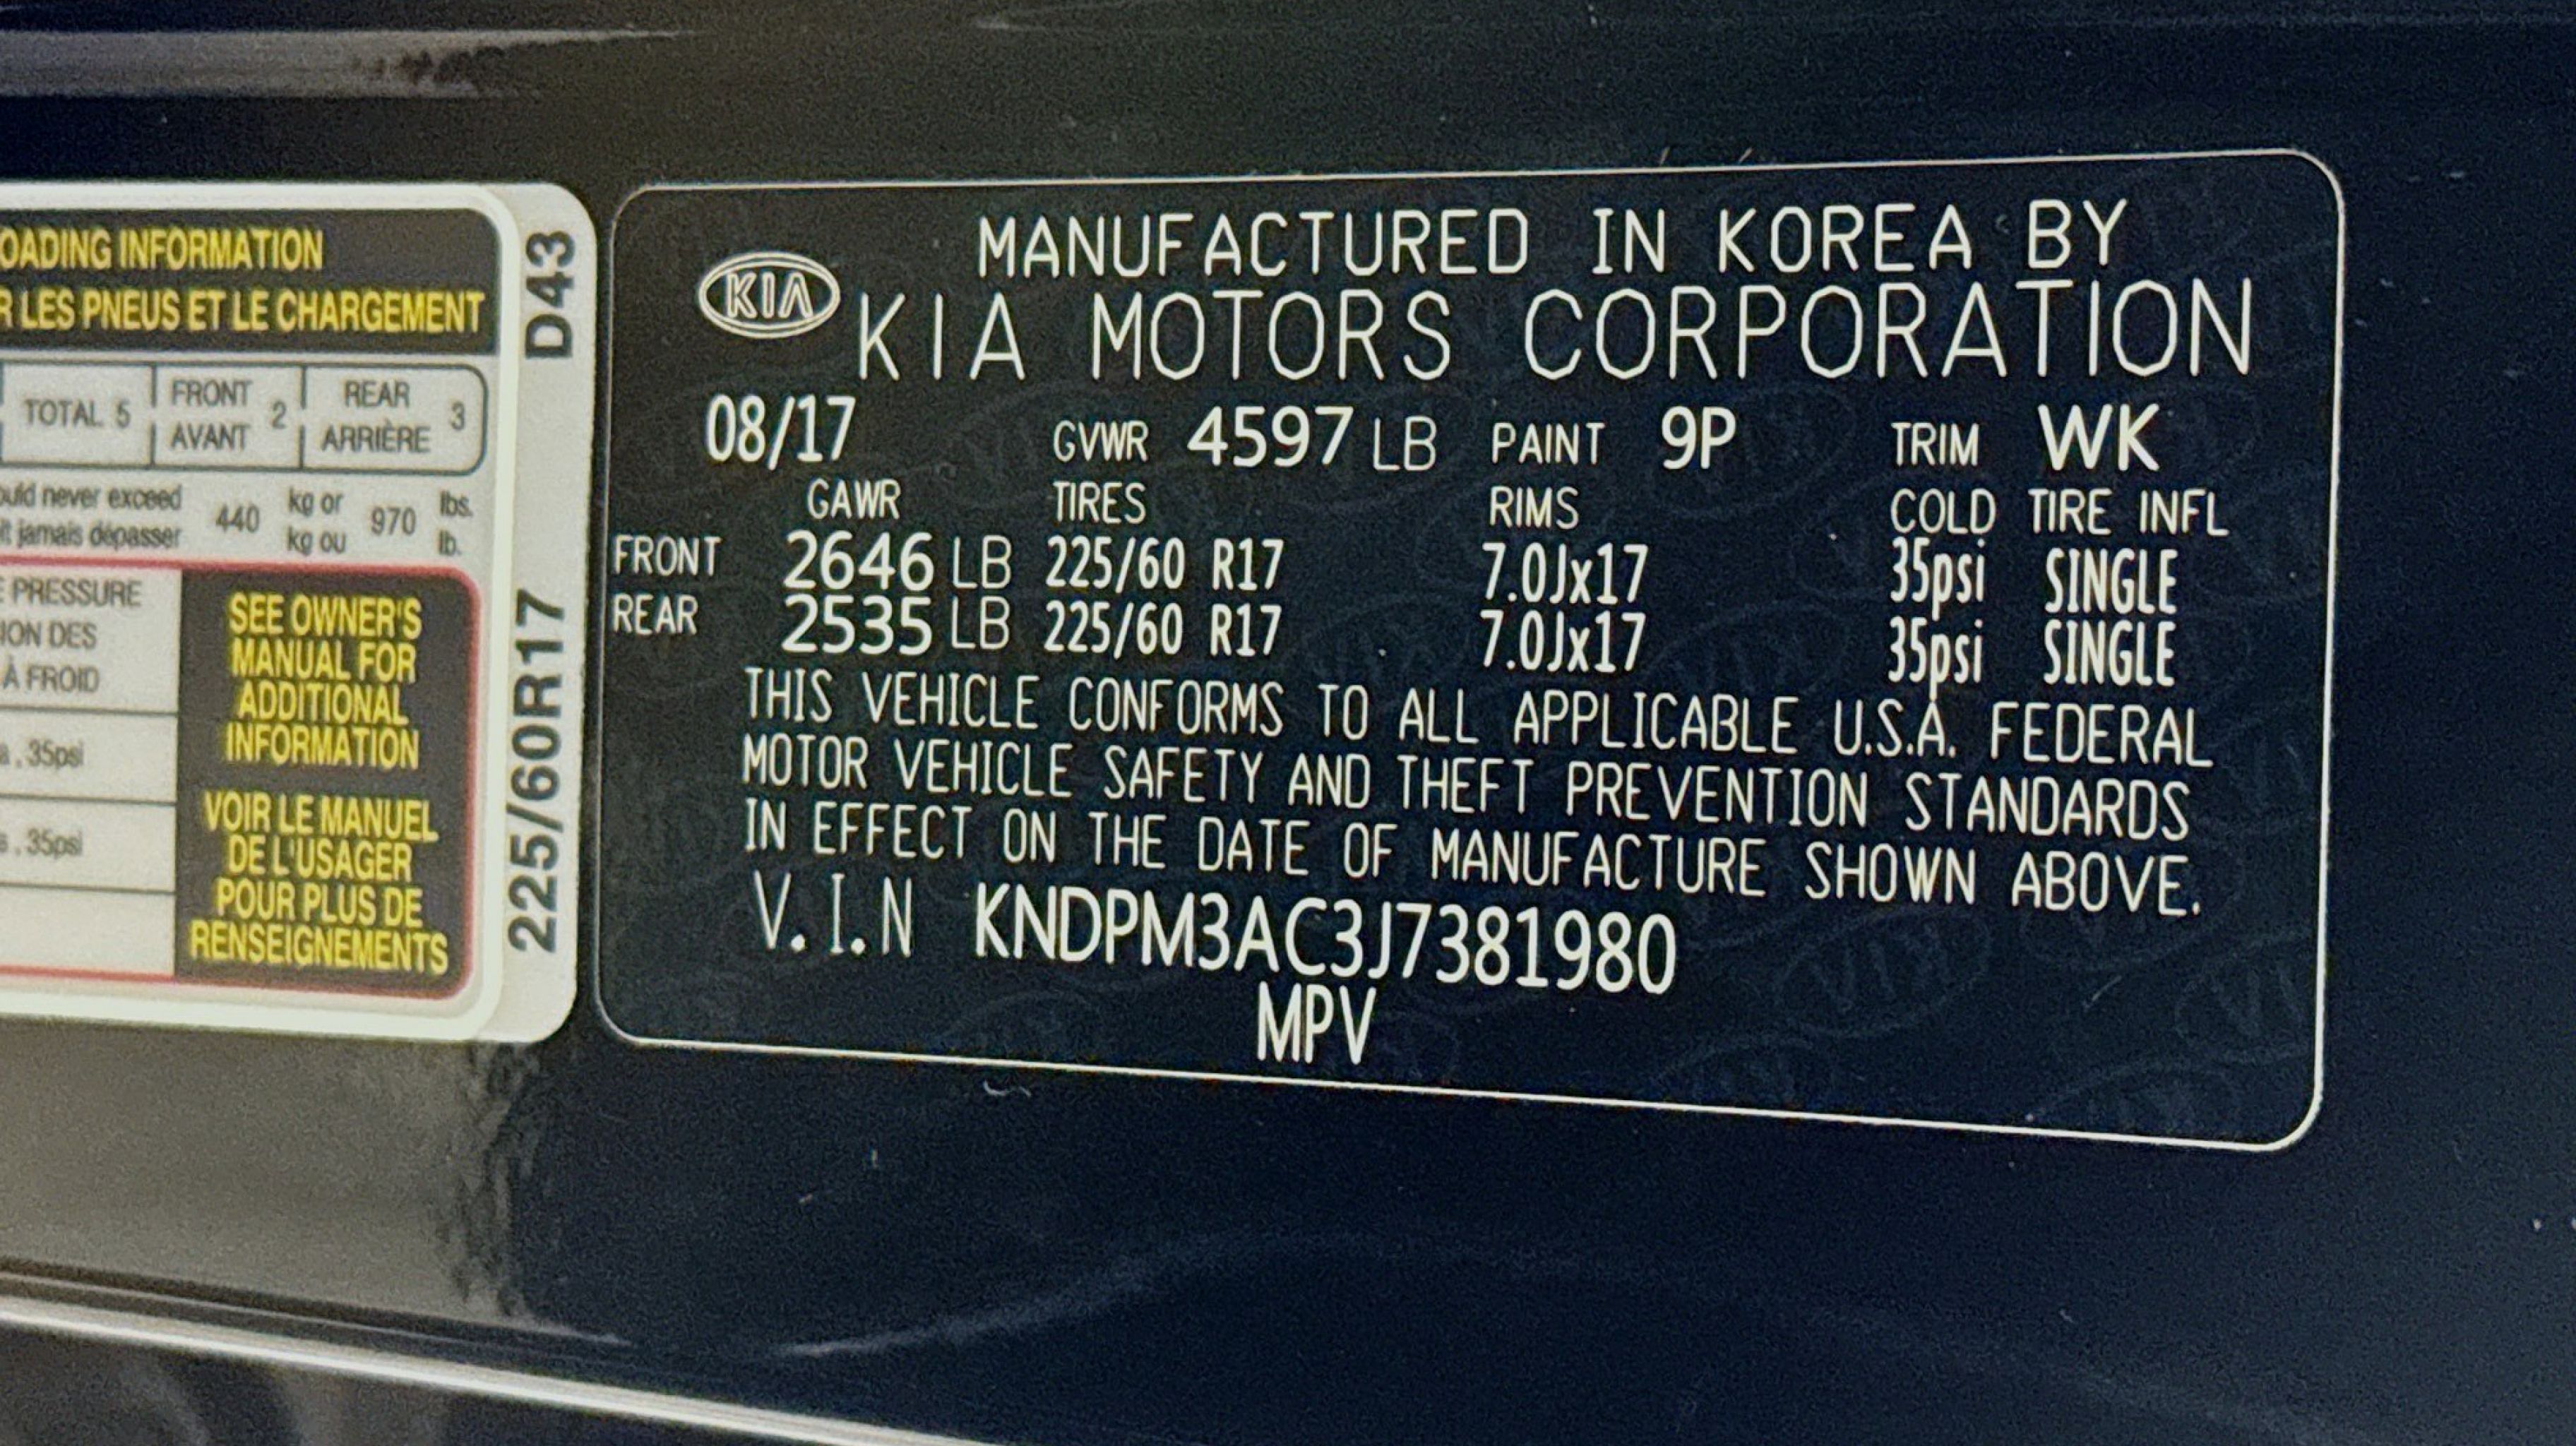 OADING INFORMATION
R LES PNEUS ET LE CHARGEMENT
TOTAL 5
FRONT
AVANT
2
REAR
ARRIÈRE
3
ould never exceed 440 kg or 970 lbs.
it jamais dépasser kg ou lb.
E PRESSURE
ION DES
À FROID
, 35psi
, 35psi
SEE OWNER'S
MANUAL FOR
ADDITIONAL
INFORMATION
VOIR LE MANUEL
DE L'USAGER
POUR PLUS DE
RENSEIGNEMENTS
D43
225/60R17
MANUFACTURED IN KOREA BY
KIA KIA MOTORS CORPORATION
08/17 GVWR 4597 LB PAINT 9P TRIM WK
GAWR TIRES RIMS COLD TIRE INFL
FRONT 2646 LB 225/60 R17 7.0Jx17 35psi SINGLE
REAR 2535 LB 225/60 R17 7.0Jx17 35psi SINGLE
THIS VEHICLE CONFORMS TO ALL APPLICABLE U.S.A. FEDERAL
MOTOR VEHICLE SAFETY AND THEFT PREVENTION STANDARDS
IN EFFECT ON THE DATE OF MANUFACTURE SHOWN ABOVE.
V.I.N KNDPM3AC3J7381980
MPV